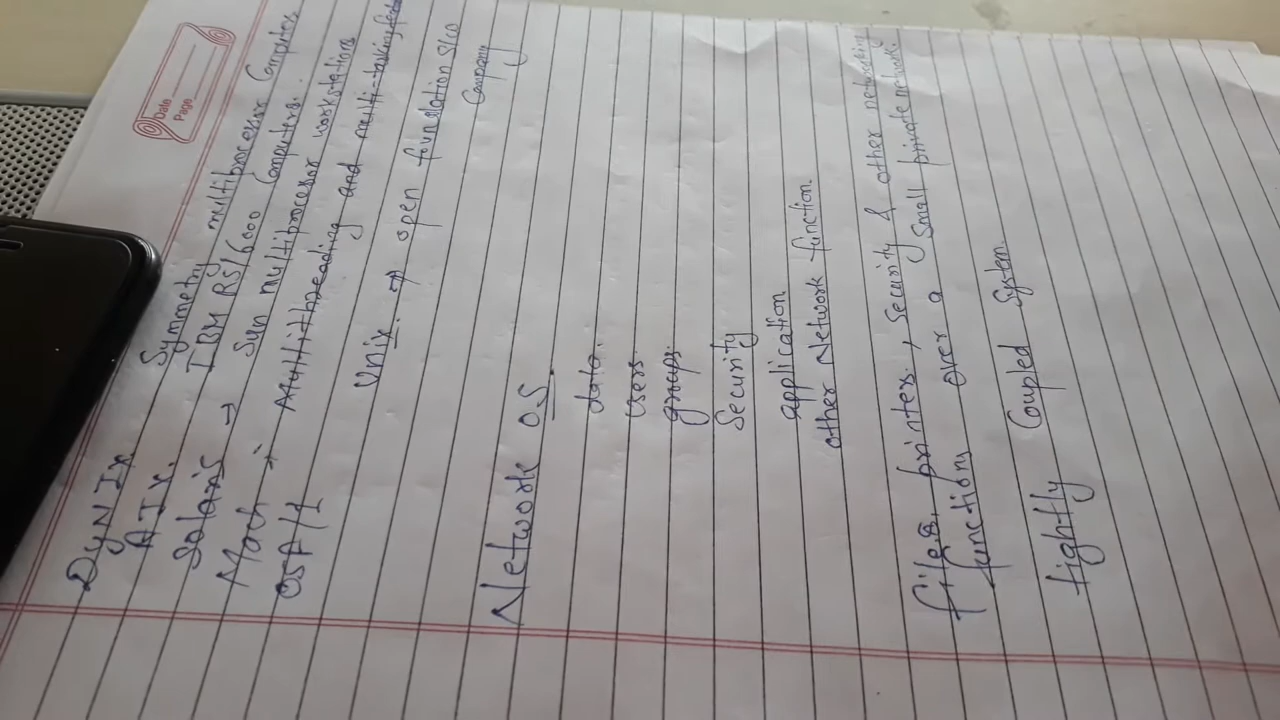 Date
Page
DYNIX. Symmetry multiprocessor Computers
AIX. IBM RS/6000 Computers.
Solaris → Sun multiprocessor workstations
Mach → Multithreading and multi-tasking
OSF/1
Unix. → open foundation
Company
Network OS.
data.
users
groups.
Security
application.
other Network function.
files, printer, security & other networking
functions over a small private network.
tightly Coupled System.